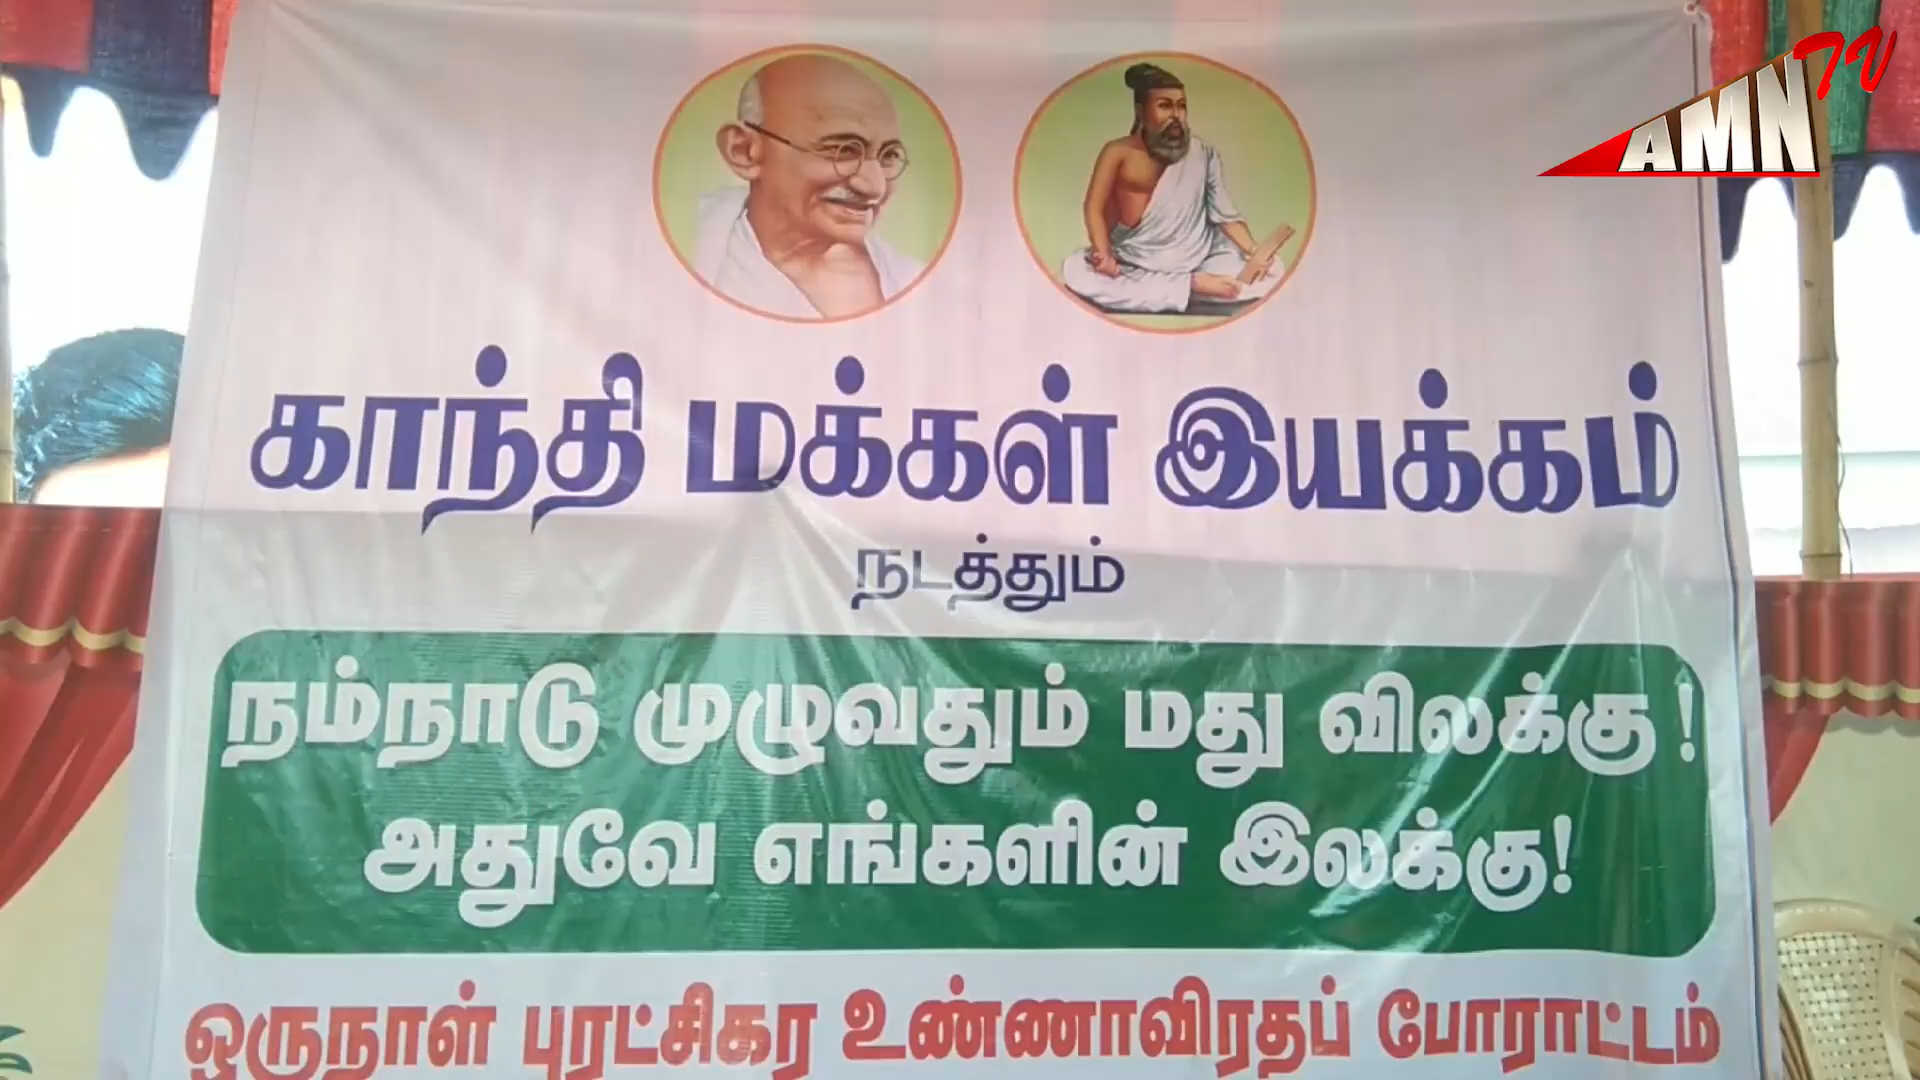 AMN TV
காந்தி மக்கள் இயக்கம்
நடத்தும்
நம்நாடு முழுவதும் மது விலக்கு !
அதுவே எங்களின் இலக்கு!
ஒருநாள் புரட்சிகர உண்ணாவிரதப் போராட்டம்